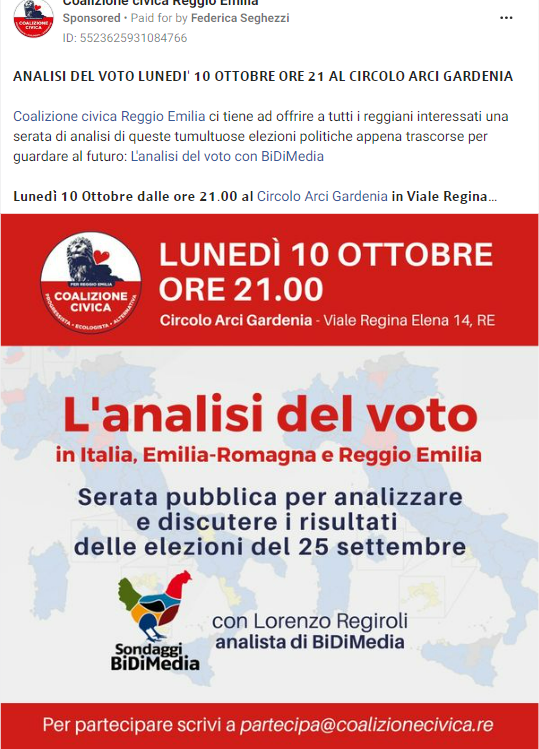 Coalizione civica Reggio Emilia
Sponsored • Paid for by Federica Seghezzi
ID: 5523625931084766
ANALISI DEL VOTO LUNEDI' 10 OTTOBRE ORE 21 AL CIRCOLO ARCI GARDENIA
Coalizione civica Reggio Emilia ci tiene ad offrire a tutti i reggiani interessati una
serata di analisi di queste tumultuose elezioni politiche appena trascorse per
guardare al futuro: L'analisi del voto con BiDiMedia
Lunedì 10 Ottobre dalle ore 21.00 al Circolo Arci Gardenia in Viale Regina...
PER REGGIO EMILIA
COALIZIONE
CIVICA
PROGRESSISTA • ECOLOGISTA • ALTERNATIVA
LUNEDÌ 10 OTTOBRE
ORE 21.00
Circolo Arci Gardenia - Viale Regina Elena 14, RE
L'analisi del voto
in Italia, Emilia-Romagna e Reggio Emilia
Serata pubblica per analizzare
e discutere i risultati
delle elezioni del 25 settembre
Sondaggi
BiDiMedia
con Lorenzo Regiroli
analista di BiDiMedia
Per partecipare scrivi a partecipa@coalizionecivica.re